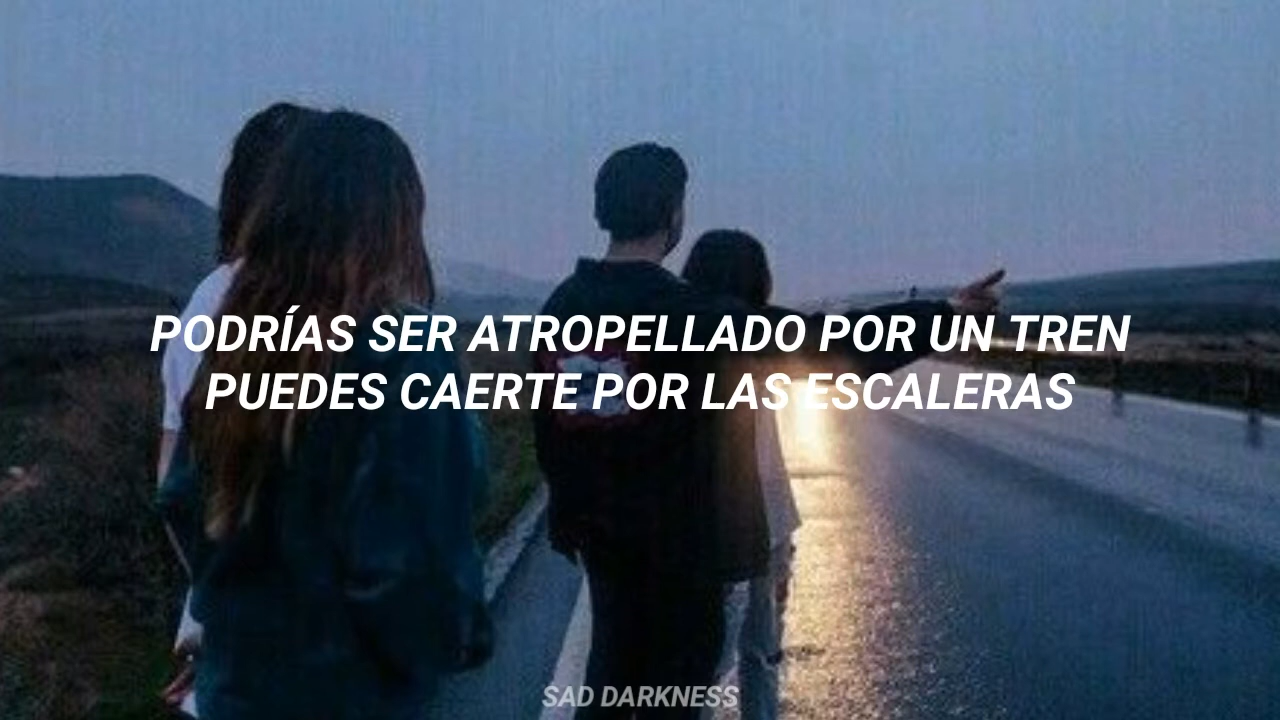 PODRÍAS SER ATROPELLADO POR UN TREN
PUEDES CAERTE POR LAS ESCALERAS
SAD DARKNESS